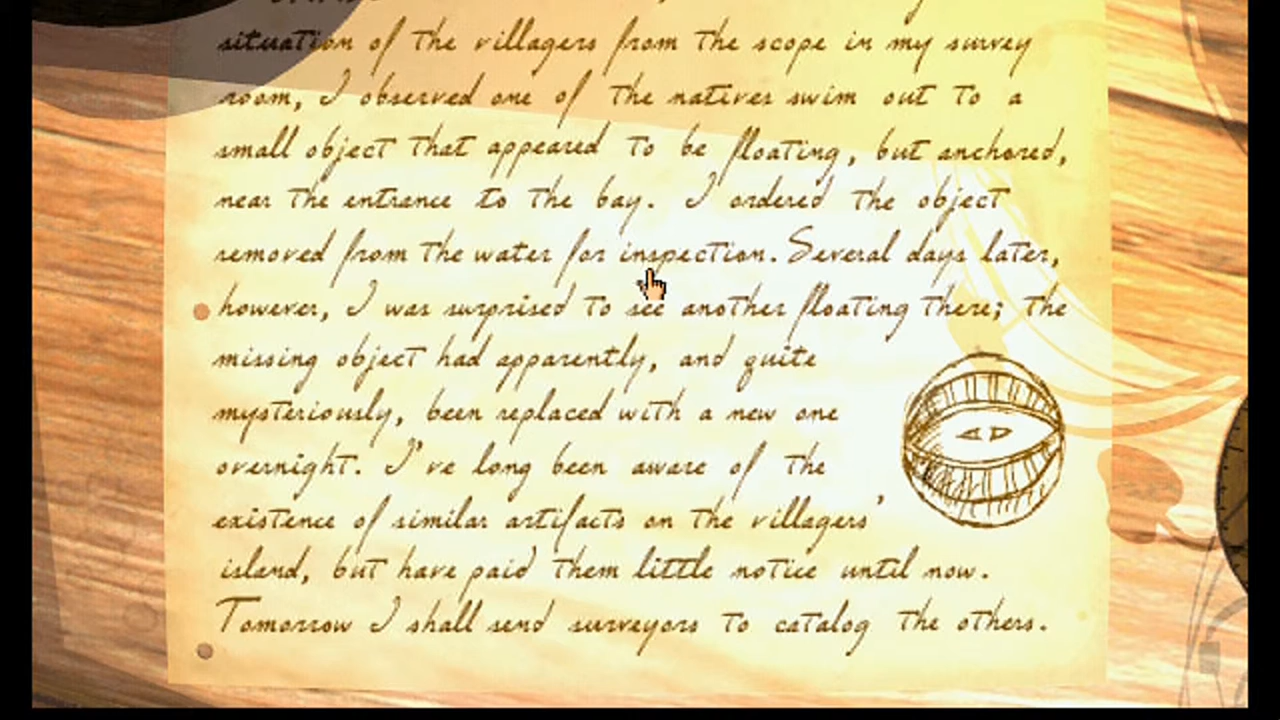 situation of the villagers from the scope in my survey
room, I observed one of the natives swim out to a
small object that appeared to be floating, but anchored,
near the entrance to the bay. I ordered the object
removed from the water for inspection. Several days later,
however, I was surprised to see another floating there; the
missing object had apparently, and quite
mysteriously, been replaced with a new one
overnight. I've long been aware of the
existence of similar artifacts on the villagers'
island, but have paid them little notice until now.
Tomorrow I shall send surveyors to catalog the others.